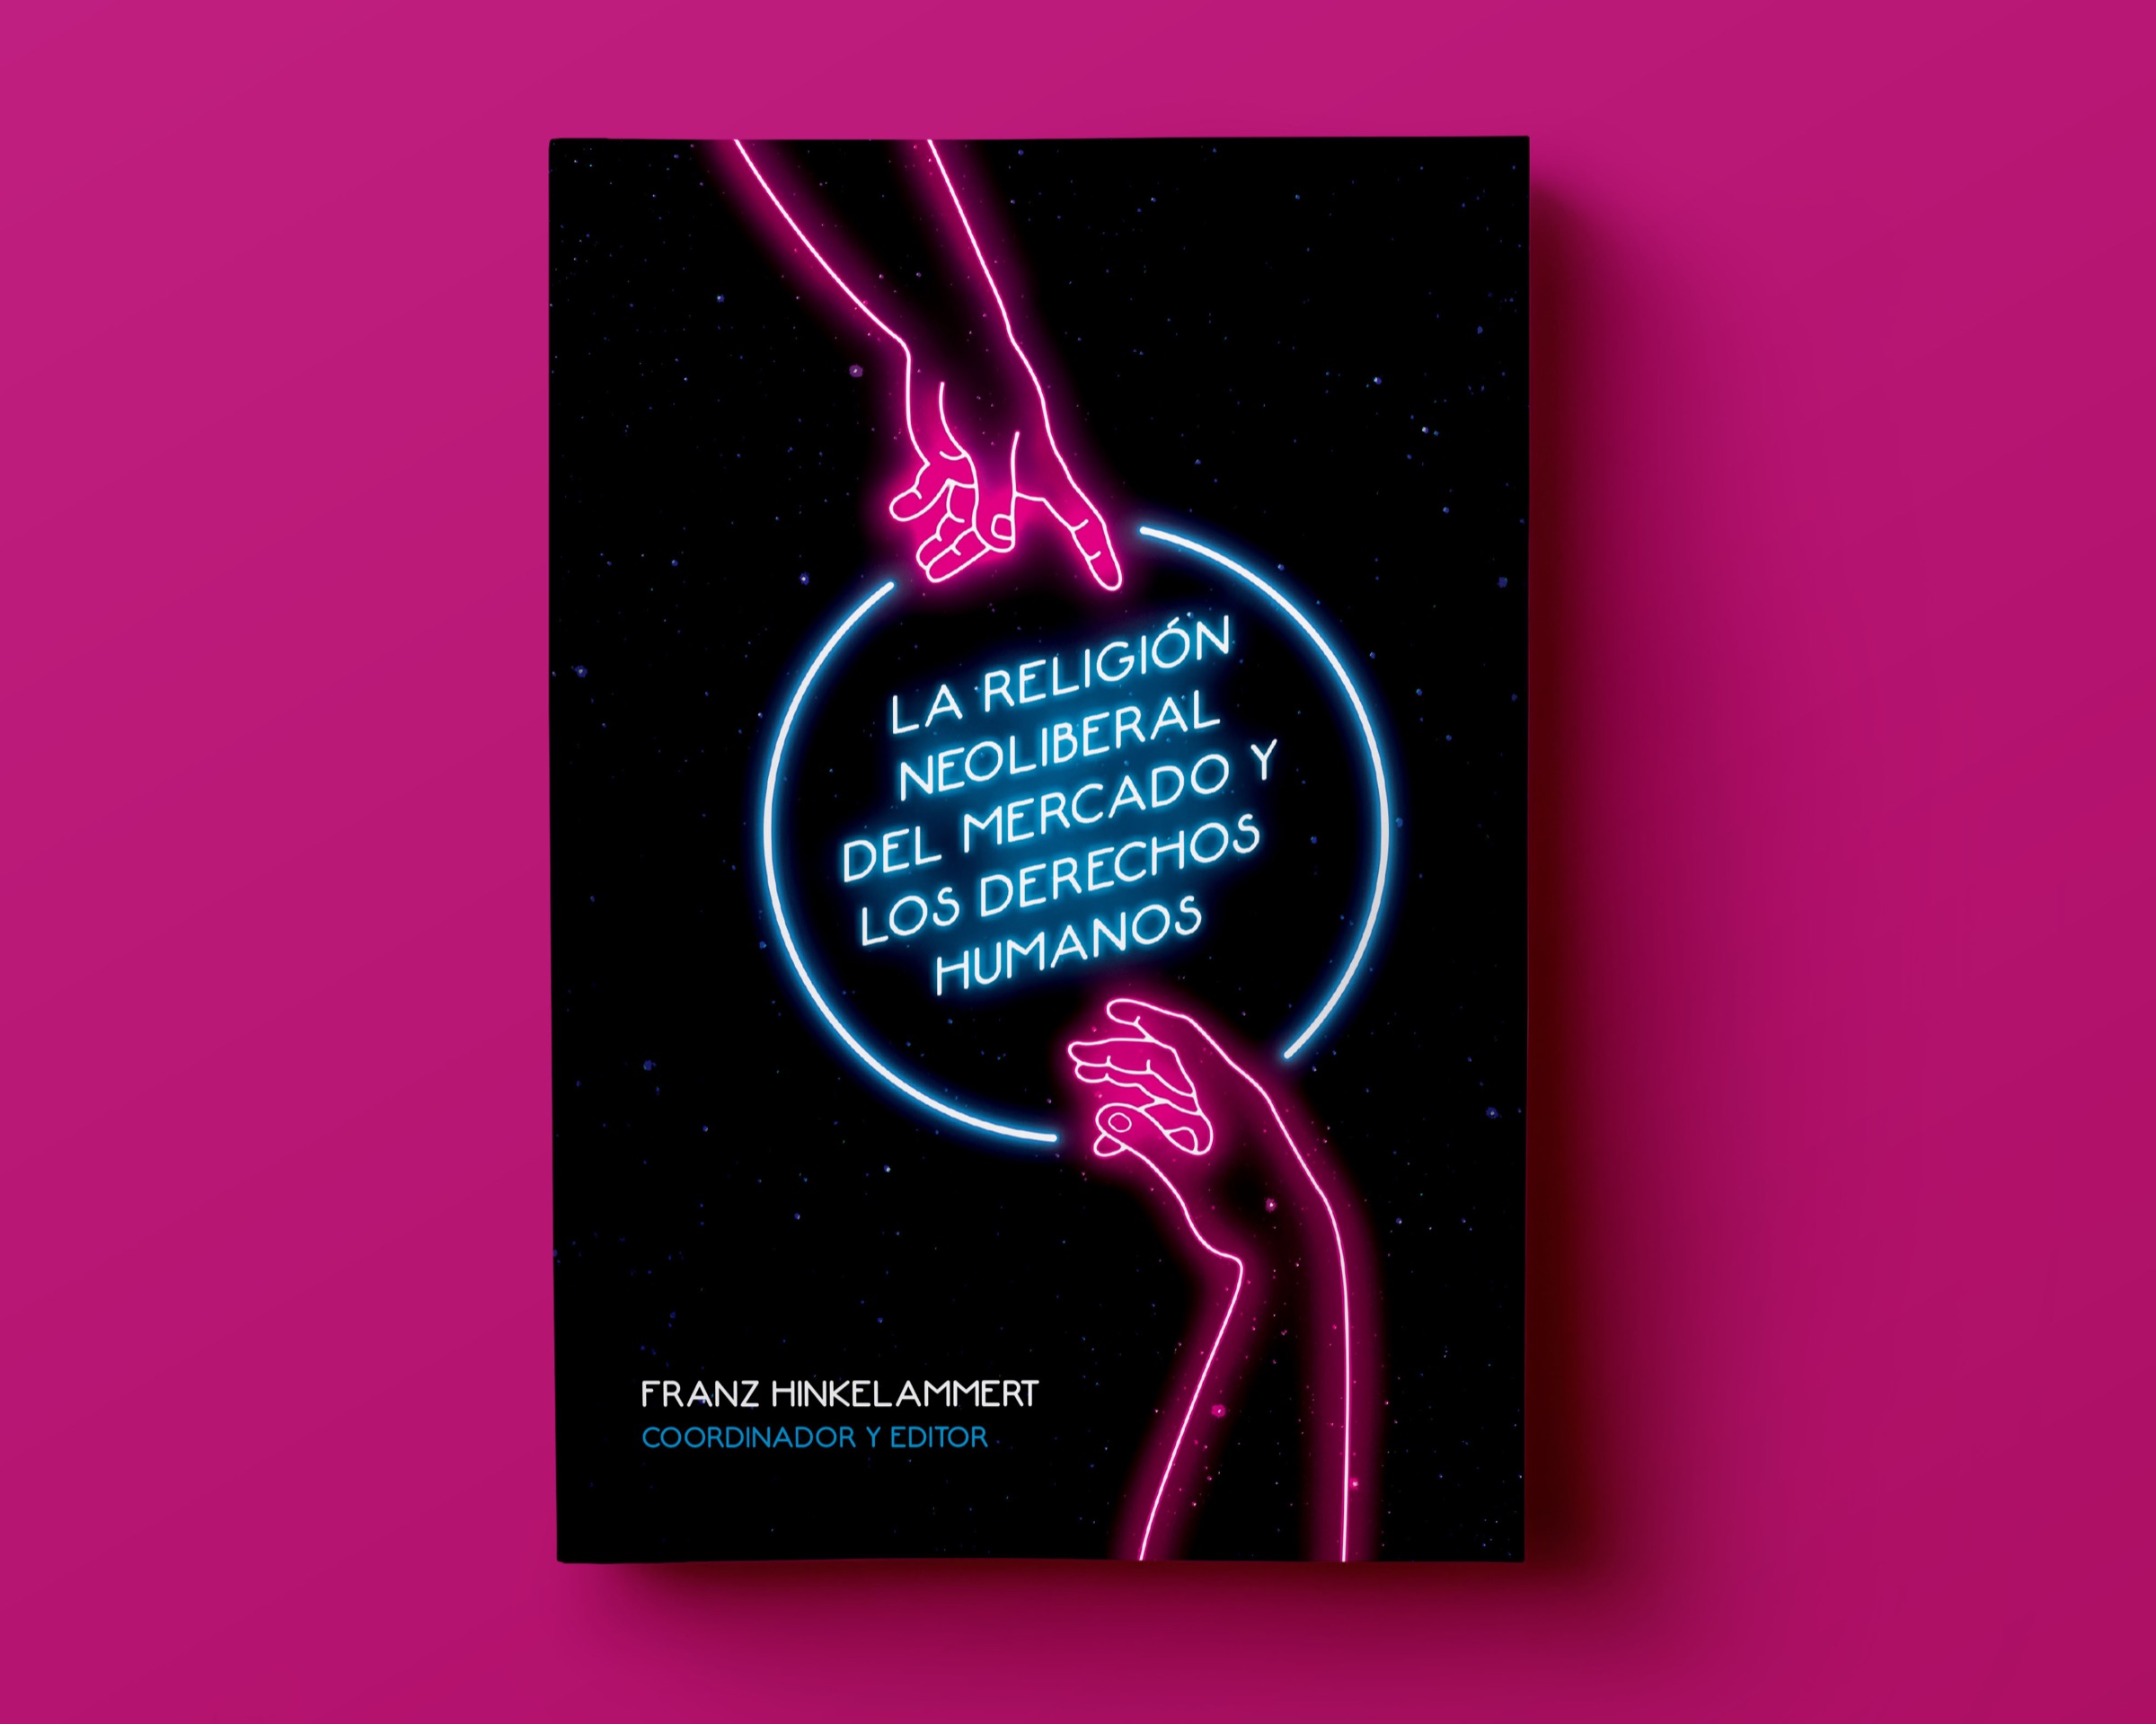 LA RELIGIÓN
NEOLIBERAL
DEL MERCADO Y
LOS DERECHOS
HUMANOS
FRANZ HINKELAMMERT
COORDINADOR Y EDITOR